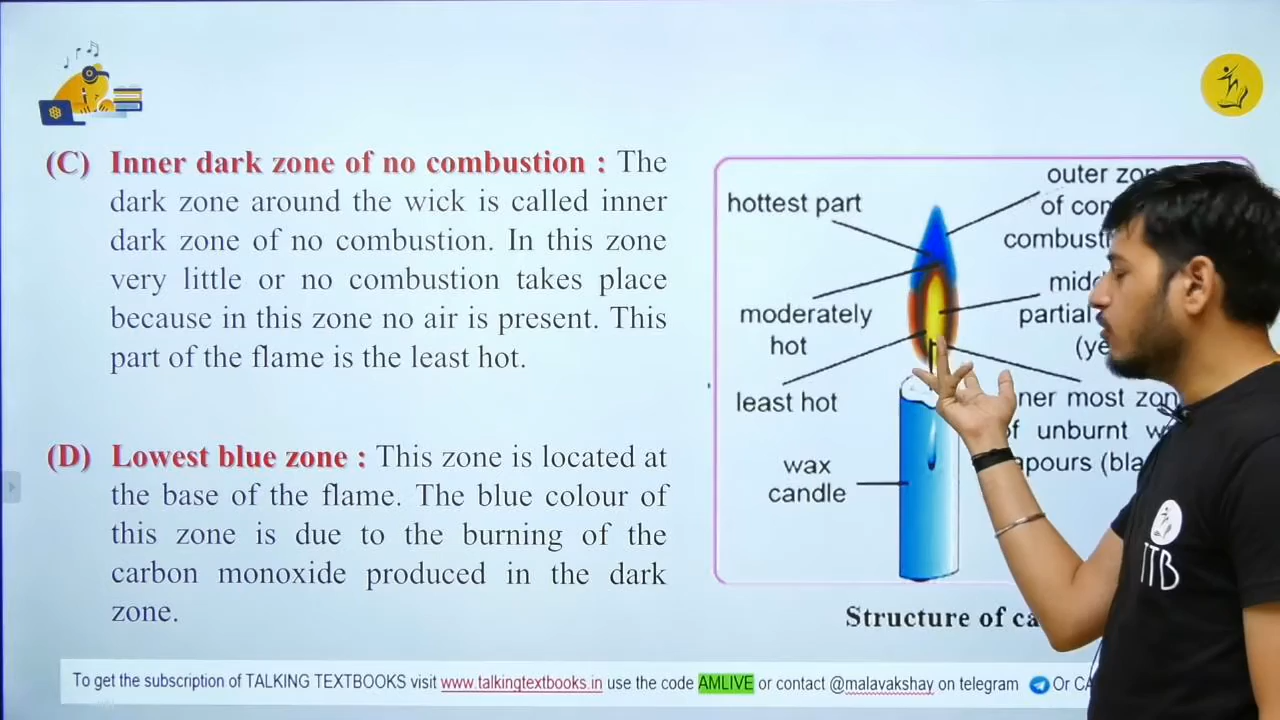 (C) Inner dark zone of no combustion : The
dark zone around the wick is called inner
dark zone of no combustion. In this zone
very little or no combustion takes place
because in this zone no air is present. This
part of the flame is the least hot.
(D) Lowest blue zone : This zone is located at
the base of the flame. The blue colour of
this zone is due to the burning of the
carbon monoxide produced in the dark
zone.
hottest part
moderately
hot
least hot
wax
candle
outer
of
most
unburnt
Structure of
To get the subscription of TALKING TEXTBOOKS visit www.talkingtextbooks.in use the code AMLIVE or contact @malavakshay on telegram Or
TTB